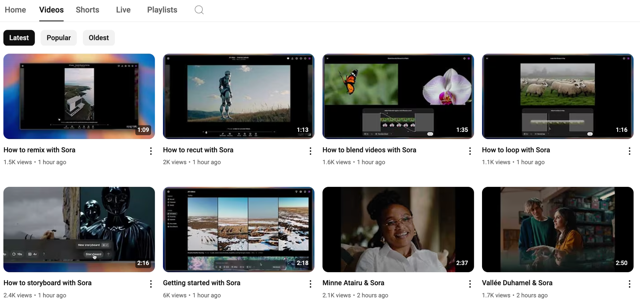 Home Videos Shorts Live Playlists
Latest Popular Oldest
1:09 1:13 1:35 1:16
How to remix with Sora
1.5K views • 1 hour ago
How to recut with Sora
2K views • 1 hour ago
How to blend videos with Sora
1.6K views • 1 hour ago
How to loop with Sora
1.1K views • 1 hour ago
2:16 2:18 2:37 2:50
How to storyboard with Sora
2.4K views • 1 hour ago
Getting started with Sora
6K views • 1 hour ago
Minne Atairu & Sora
2.1K views • 2 hours ago
Vallée Duhamel & Sora
1.7K views • 2 hours ago